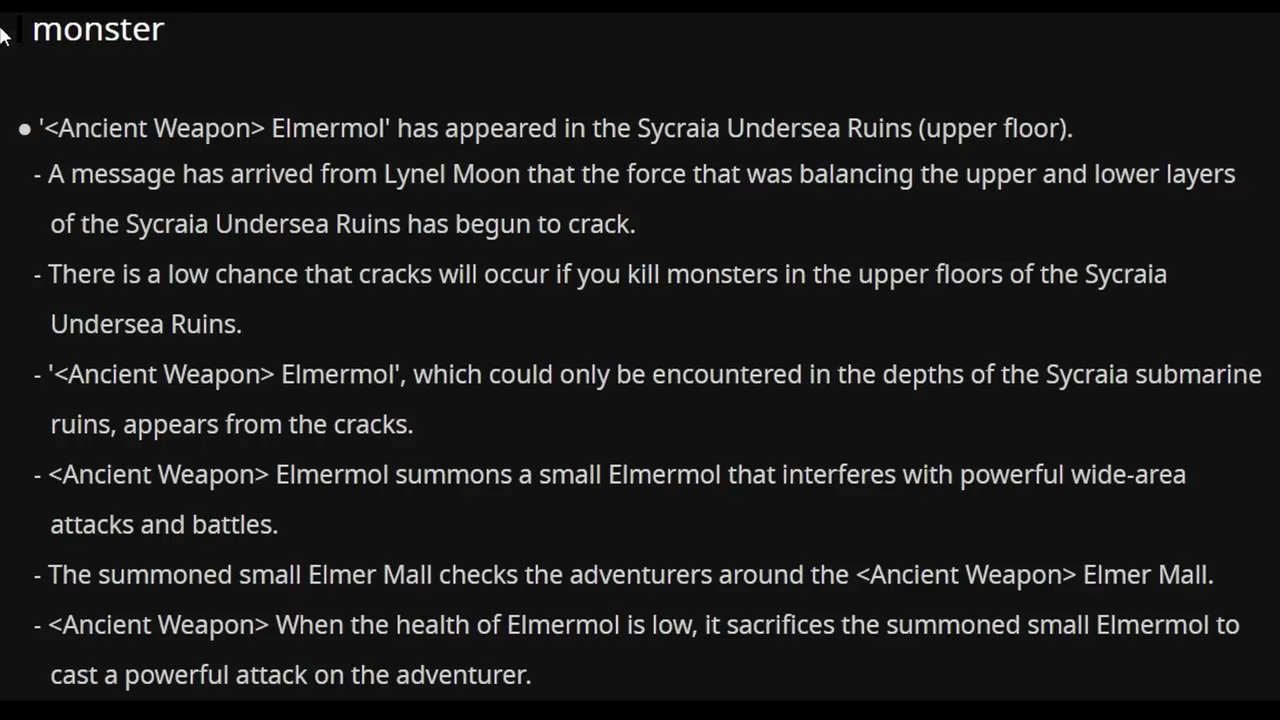 monster
● '<Ancient Weapon> Elmermol' has appeared in the Sycraia Undersea Ruins (upper floor).
- A message has arrived from Lynel Moon that the force that was balancing the upper and lower layers
of the Sycraia Undersea Ruins has begun to crack.
- There is a low chance that cracks will occur if you kill monsters in the upper floors of the Sycraia
Undersea Ruins.
- '<Ancient Weapon> Elmermol', which could only be encountered in the depths of the Sycraia submarine
ruins, appears from the cracks.
- <Ancient Weapon> Elmermol summons a small Elmermol that interferes with powerful wide-area
attacks and battles.
- The summoned small Elmer Mall checks the adventurers around the <Ancient Weapon> Elmer Mall.
- <Ancient Weapon> When the health of Elmermol is low, it sacrifices the summoned small Elmermol to
cast a powerful attack on the adventurer.